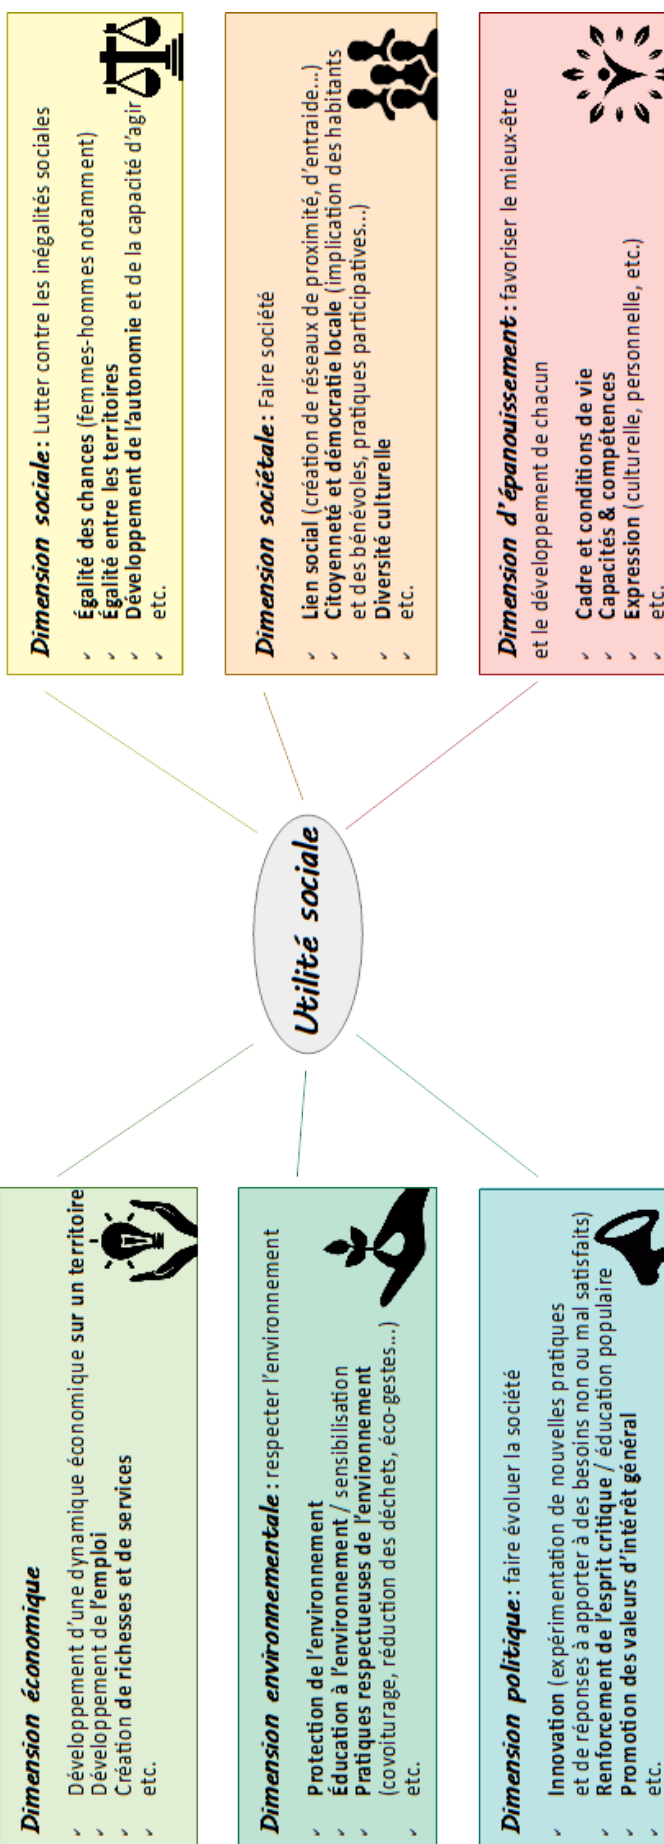 Dimension économique
✓ Développement d'une dynamique économique sur un territoire
✓ Développement de l'emploi
✓ Création de richesses et de services
✓ etc.
Dimension environnementale : respecter l'environnement
✓ Protection de l'environnement
✓ Éducation à l'environnement / sensibilisation
✓ Pratiques respectueuses de l'environnement
(covoiturage, réduction des déchets, éco-gestes...)
✓ etc.
Dimension politique : faire évoluer la société
✓ Innovation (expérimentation de nouvelles pratiques
et de réponses à apporter à des besoins non ou mal satisfaits)
✓ Renforcement de l'esprit critique / éducation populaire
✓ Promotion des valeurs d'intérêt général
✓ etc.
Utilité sociale
Dimension sociale : Lutter contre les inégalités sociales
✓ Égalité des chances (femmes-hommes notamment)
✓ Égalité entre les territoires
✓ Développement de l'autonomie et de la capacité d'agir
✓ etc.
Dimension sociétale : Faire société
✓ Lien social (création de réseaux de proximité, d'entraide...)
✓ Citoyenneté et démocratie locale (implication des habitants
et des bénévoles, pratiques participatives...)
✓ Diversité culturelle
✓ etc.
Dimension d'épanouissement : favoriser le mieux-être
et le développement de chacun
✓ Cadre et conditions de vie
✓ Capacités & compétences
✓ Expression (culturelle, personnelle, etc.)
✓ etc.